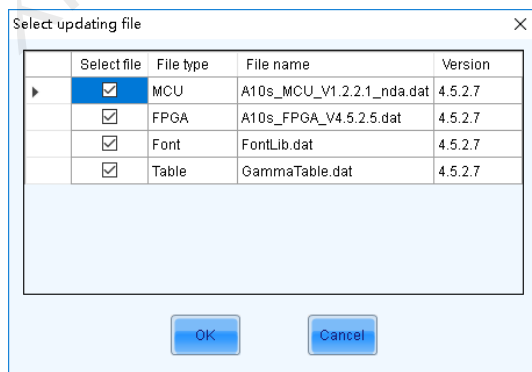 Select updating file
Select file File type File name Version
MCU A10s_MCU_V1.2.2.1_nda.dat 4.5.2.7
FPGA A10s_FPGA_V4.5.2.5.dat 4.5.2.7
Font FontLib.dat 4.5.2.7
Table GammaTable.dat 4.5.2.7
OK Cancel